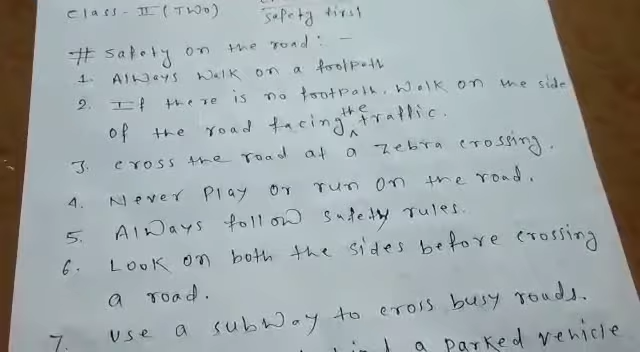 class - II (Two)
safety first
# Safety on the road : -
1. Always walk on a footpath
2. If there is no footpath, walk on the side
of the road facing the traffic.
3. cross the road at a zebra crossing.
4. Never play or run on the road.
5. Always follow safety rules.
6. Look on both the sides before crossing
a road.
7. Use a subway to cross busy roads.
a parked vehicle